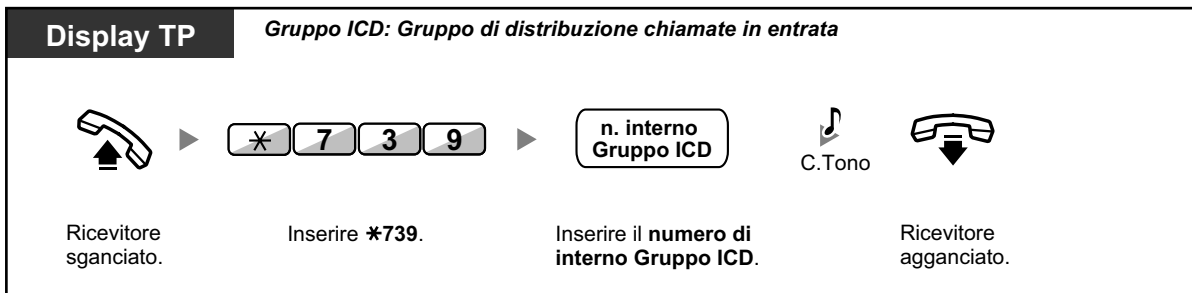 Display TP
Gruppo ICD: Gruppo di distribuzione chiamate in entrata
✳ 7 3 9
n. interno
Gruppo ICD
C.Tono
Ricevitore
sganciato.
Inserire ✳739.
Inserire il numero di
interno Gruppo ICD.
Ricevitore
agganciato.